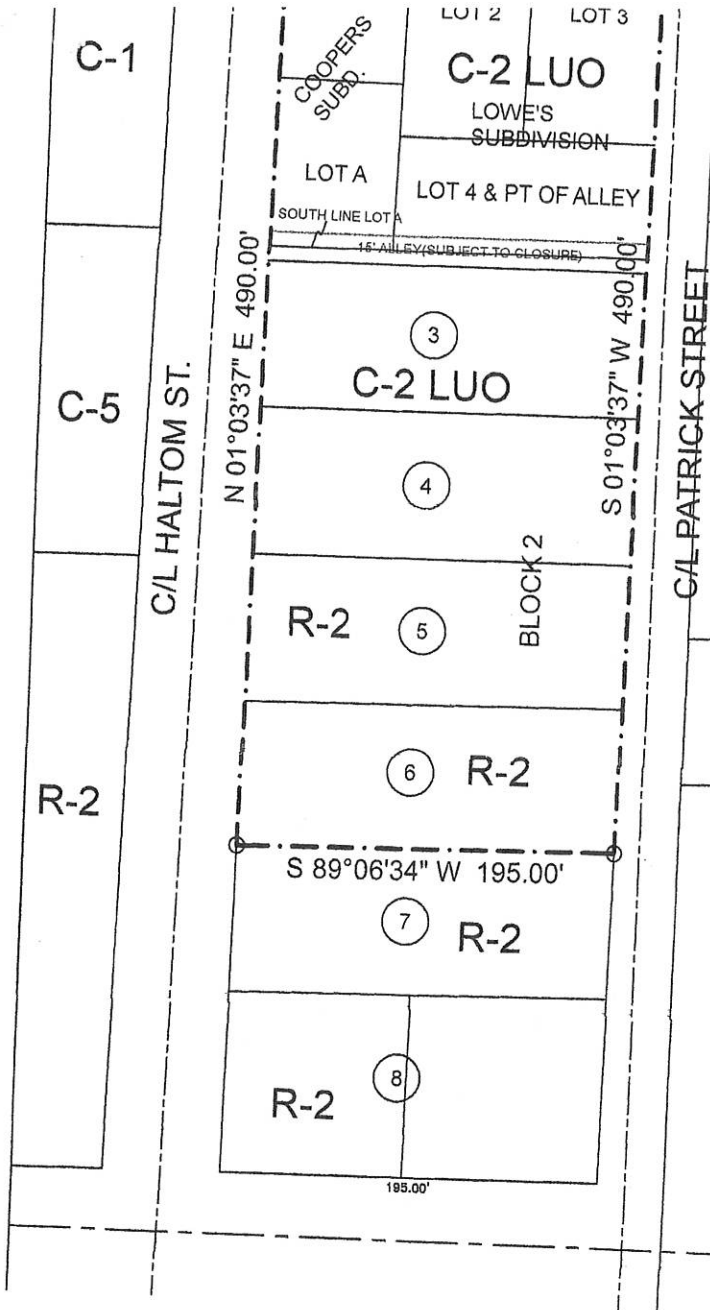 LOT 2
LOT 3
C-1
COOPERS
SUBD.
C-2 LUO
LOWE'S
SUBDIVISION
LOT A
LOT 4 & PT OF ALLEY
SOUTH LINE LOT A
15' ALLEY(SUBJECT TO CLOSURE)
N 01°03'37" E 490.00'
S 01°03'37" W 490.00'
3
C-2 LUO
C-5
C/L HALTOM ST.
C/L PATRICK STREET
4
BLOCK 2
R-2
5
6
R-2
R-2
S 89°06'34" W 195.00'
7
R-2
8
R-2
195.00'